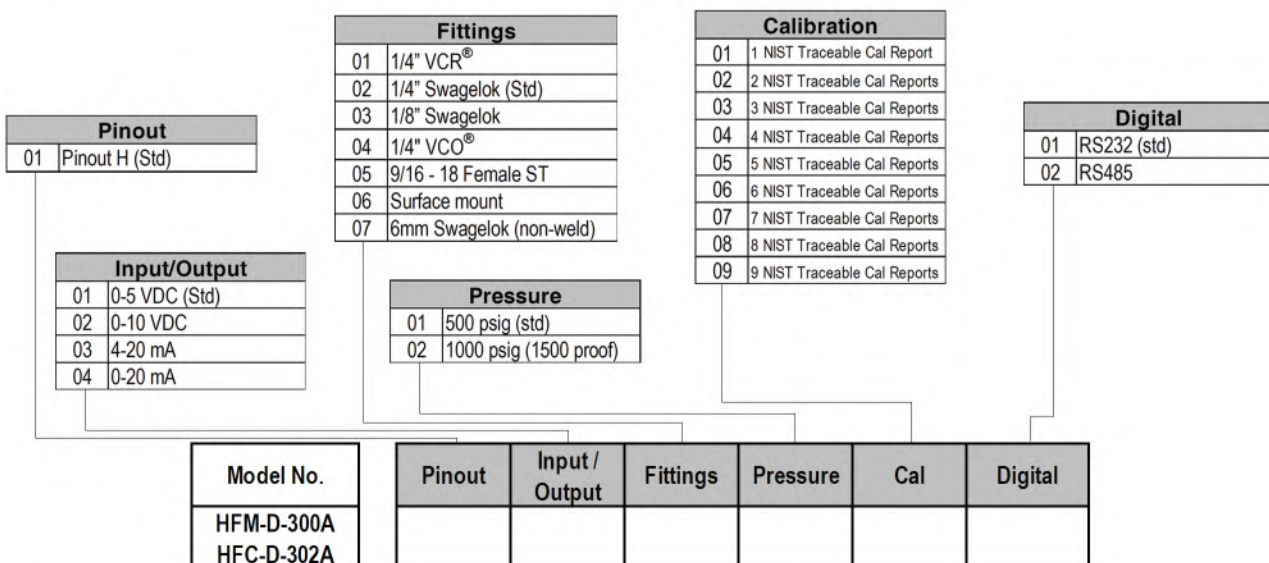 Pinout
01 Pinout H (Std)
Input/Output
01 0-5 VDC (Std)
02 0-10 VDC
03 4-20 mA
04 0-20 mA
Fittings
01 1/4” VCR®
02 1/4” Swagelok (Std)
03 1/8” Swagelok
04 1/4" VCO®
05 9/16 - 18 Female ST
06 Surface mount
07 6mm Swagelok (non-weld)
Pressure
01 500 psig (std)
02 1000 psig (1500 proof)
Calibration
01 1 NIST Traceable Cal Report
02 2 NIST Traceable Cal Reports
03 3 NIST Traceable Cal Reports
04 4 NIST Traceable Cal Reports
05 5 NIST Traceable Cal Reports
06 6 NIST Traceable Cal Reports
07 7 NIST Traceable Cal Reports
08 8 NIST Traceable Cal Reports
09 9 NIST Traceable Cal Reports
Digital
01 RS232 (std)
02 RS485
Model No. Pinout Input / Output Fittings Pressure Cal Digital
HFM-D-300A
HFC-D-302A